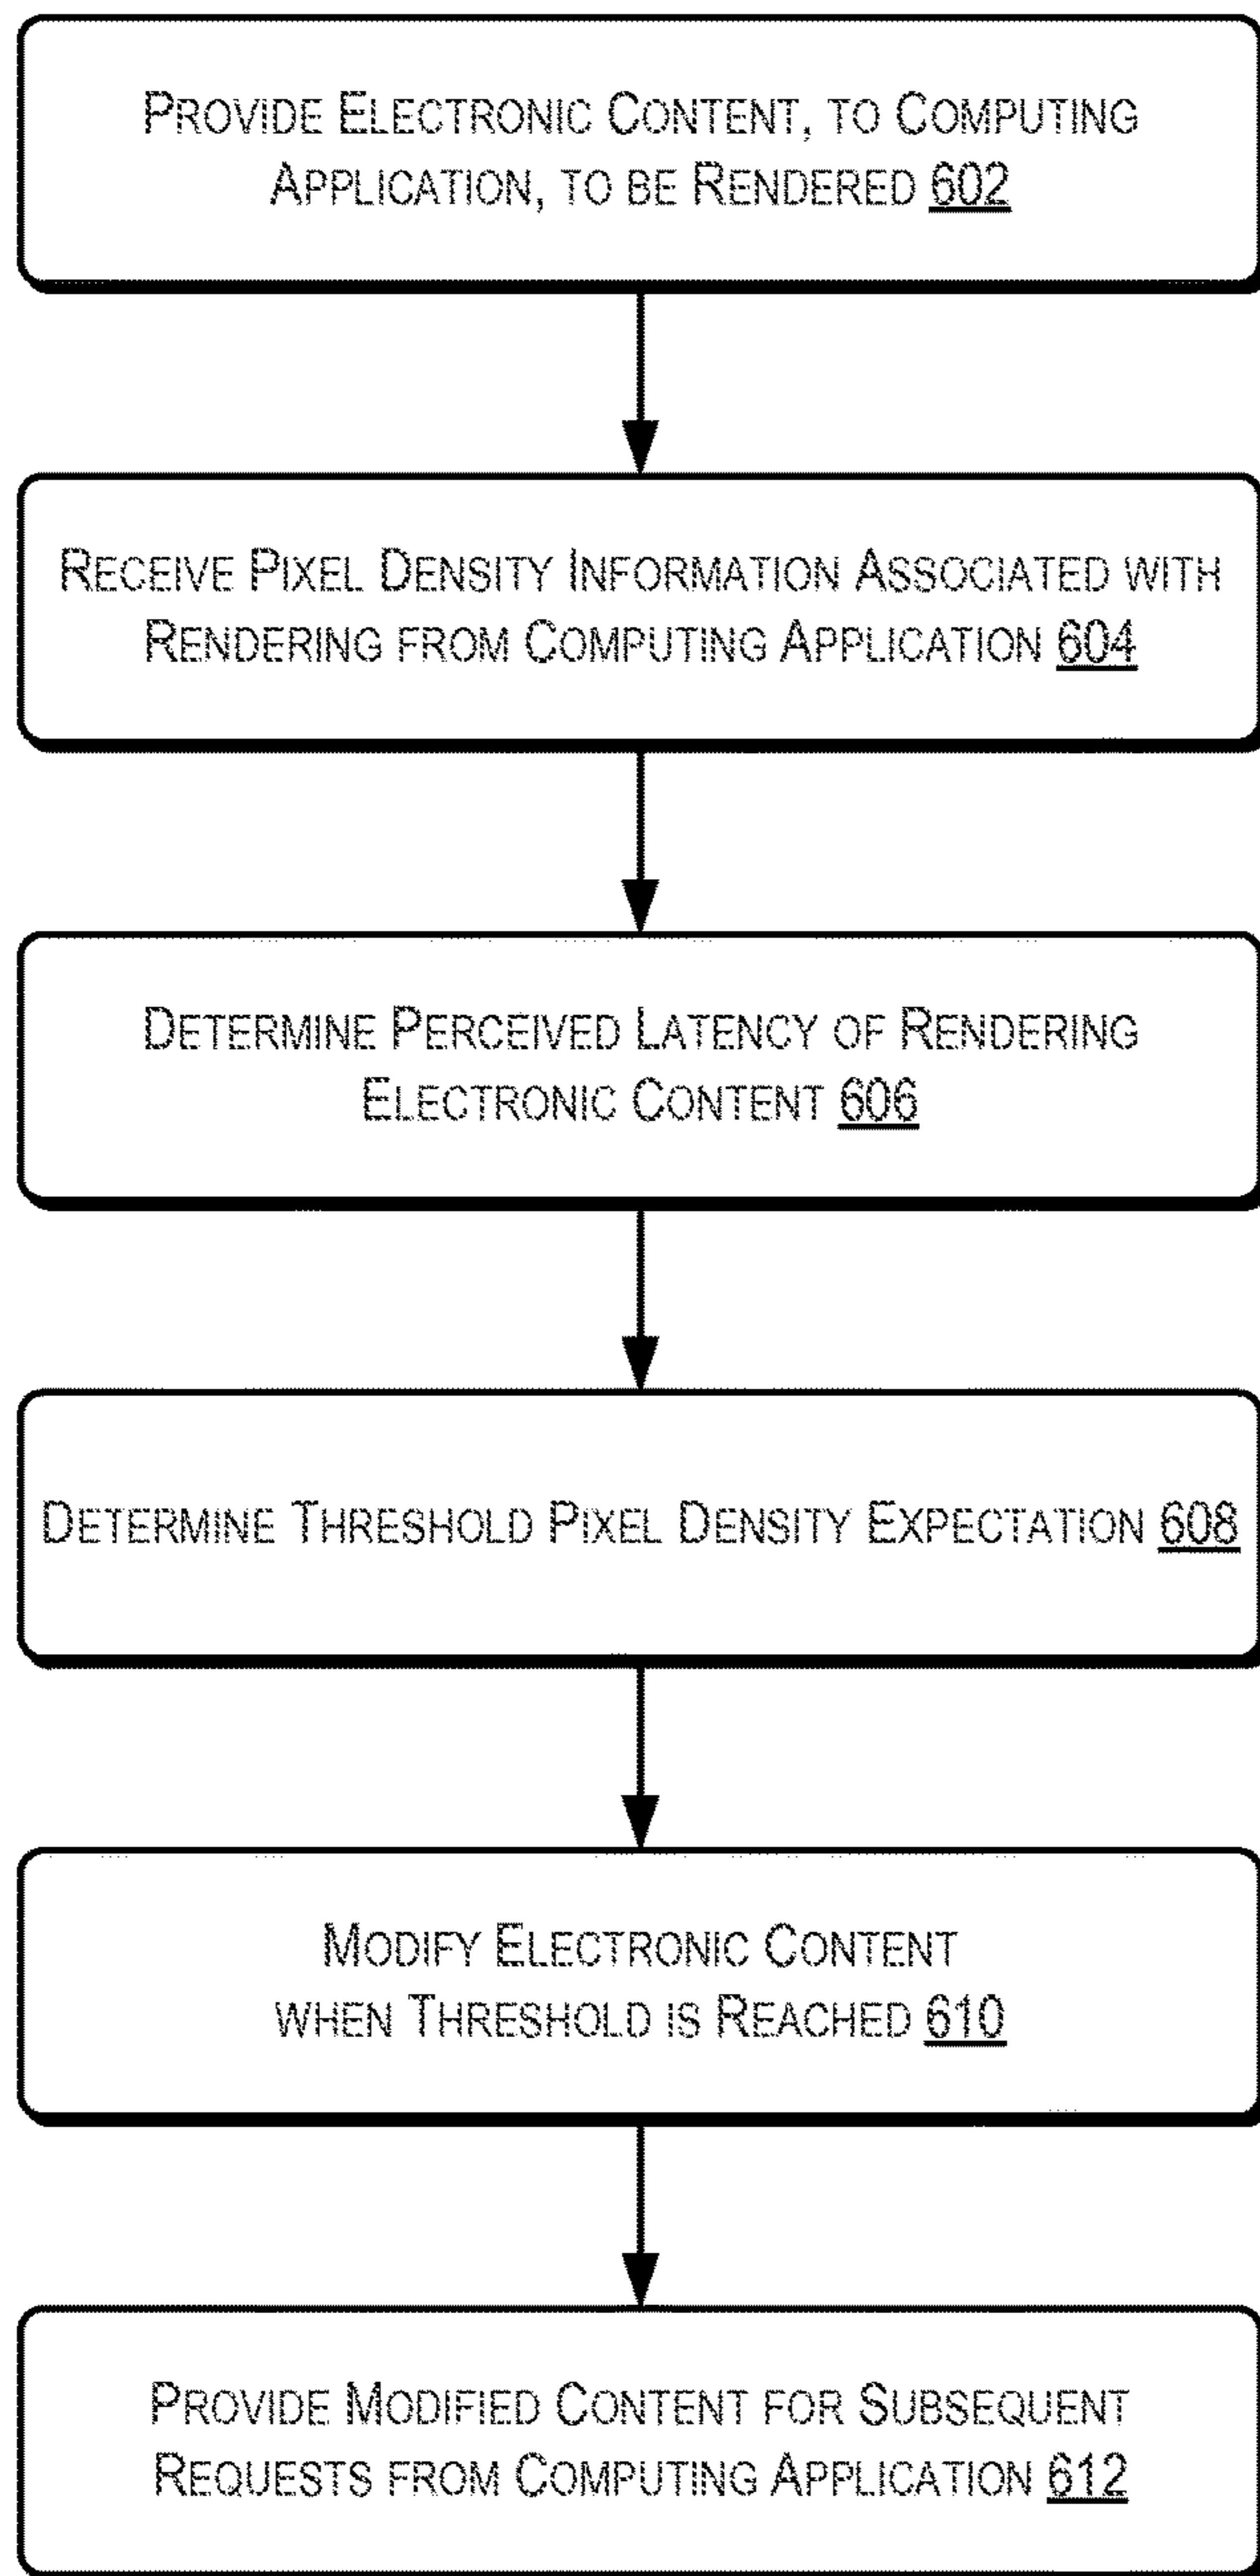 PROVIDE ELECTRONIC CONTENT, TO COMPUTING
APPLICATION, TO BE RENDERED 602
RECEIVE PIXEL DENSITY INFORMATION ASSOCIATED WITH
RENDERING FROM COMPUTING APPLICATION 604
DETERMINE PERCEIVED LATENCY OF RENDERING
ELECTRONIC CONTENT 606
DETERMINE THRESHOLD PIXEL DENSITY EXPECTATION 608
MODIFY ELECTRONIC CONTENT
WHEN THRESHOLD IS REACHED 610
PROVIDE MODIFIED CONTENT FOR SUBSEQUENT
REQUESTS FROM COMPUTING APPLICATION 612